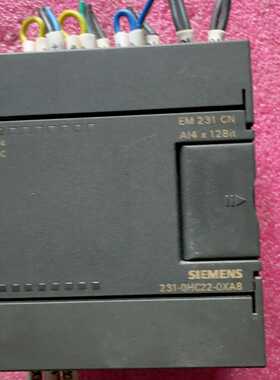 EM 231 CN
AI4 x 12Bit
C
SIEMENS
231-0HC22-0XA8